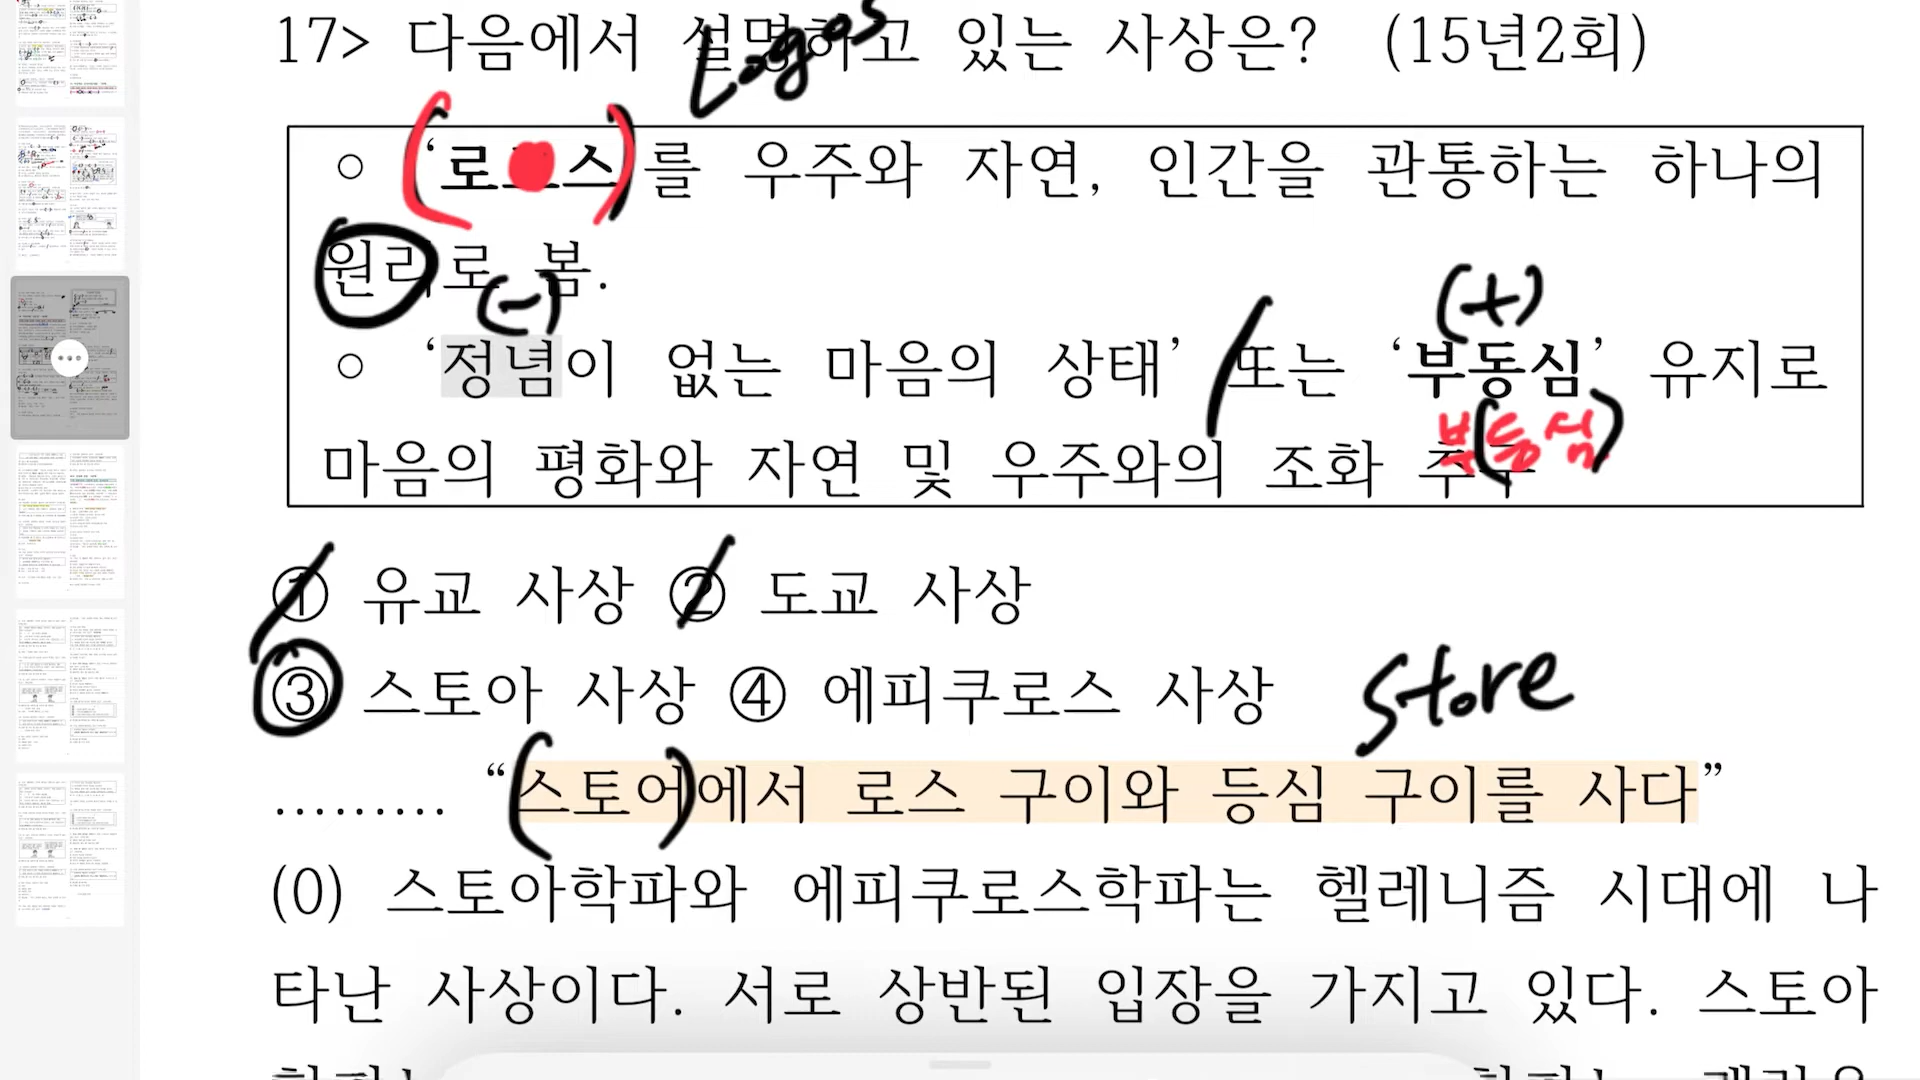 17> 다음에서 설명하고 있는 사상은? (15년2회)
Logos
○ ‘로고스’를 우주와 자연, 인간을 관통하는 하나의
원리로 봄.
(-)
(+)
○ ‘정념이 없는 마음의 상태’ 또는 ‘부동심’ 유지로
부동심
마음의 평화와 자연 및 우주와의 조화 추구
① 유교 사상 ② 도교 사상
③ 스토아 사상 ④ 에피쿠로스 사상
store
……… “스토어에서 로스 구이와 등심 구이를 사다”
(0) 스토아학파와 에피쿠로스학파는 헬레니즘 시대에 나
타난 사상이다. 서로 상반된 입장을 가지고 있다. 스토아